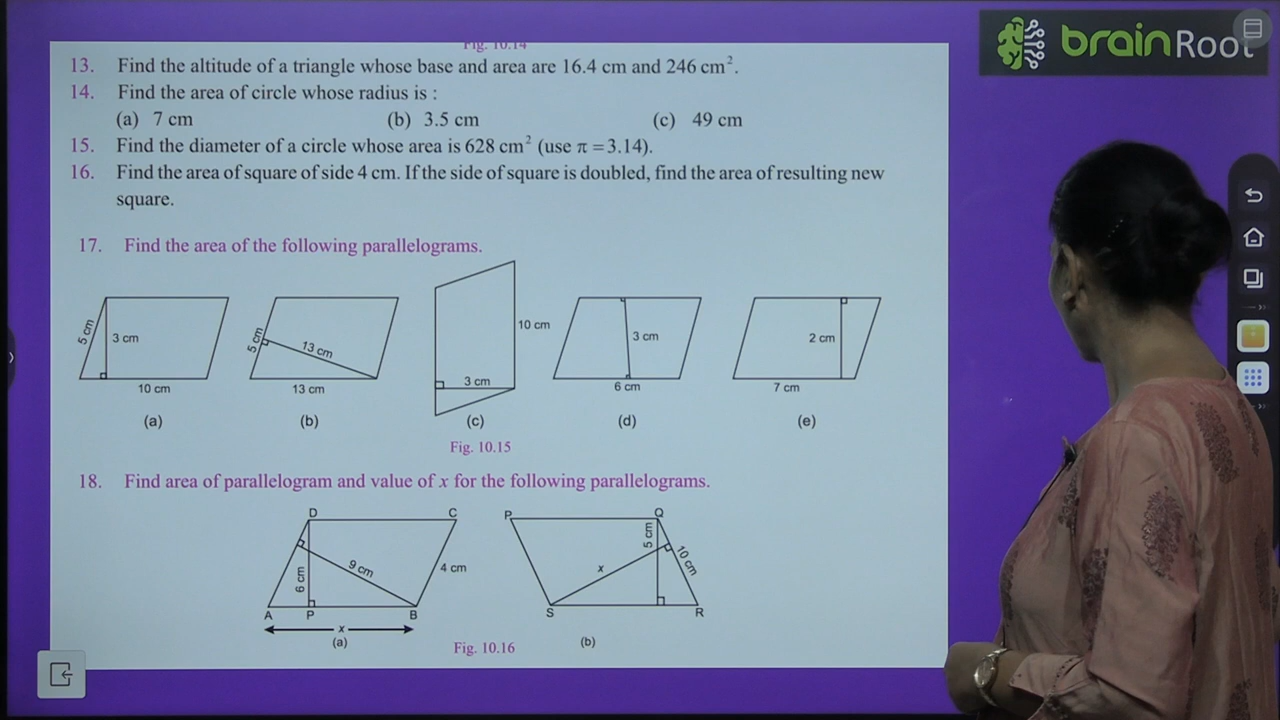 Fig. 10.14
brainRoot
13. Find the altitude of a triangle whose base and area are 16.4 cm and 246 cm².
14. Find the area of circle whose radius is :
(a) 7 cm (b) 3.5 cm (c) 49 cm
15. Find the diameter of a circle whose area is 628 cm² (use π = 3.14).
16. Find the area of square of side 4 cm. If the side of square is doubled, find the area of resulting new
square.
17. Find the area of the following parallelograms.
5 cm 3 cm 10 cm
5 cm 13 cm 13 cm
10 cm 3 cm
3 cm 6 cm
2 cm 7 cm
(a) (b) (c) (d) (e)
Fig. 10.15
18. Find area of parallelogram and value of x for the following parallelograms.
D C P Q
6 cm 9 cm 4 cm x 5 cm 10 cm
A P B S R
x
(a) Fig. 10.16 (b)